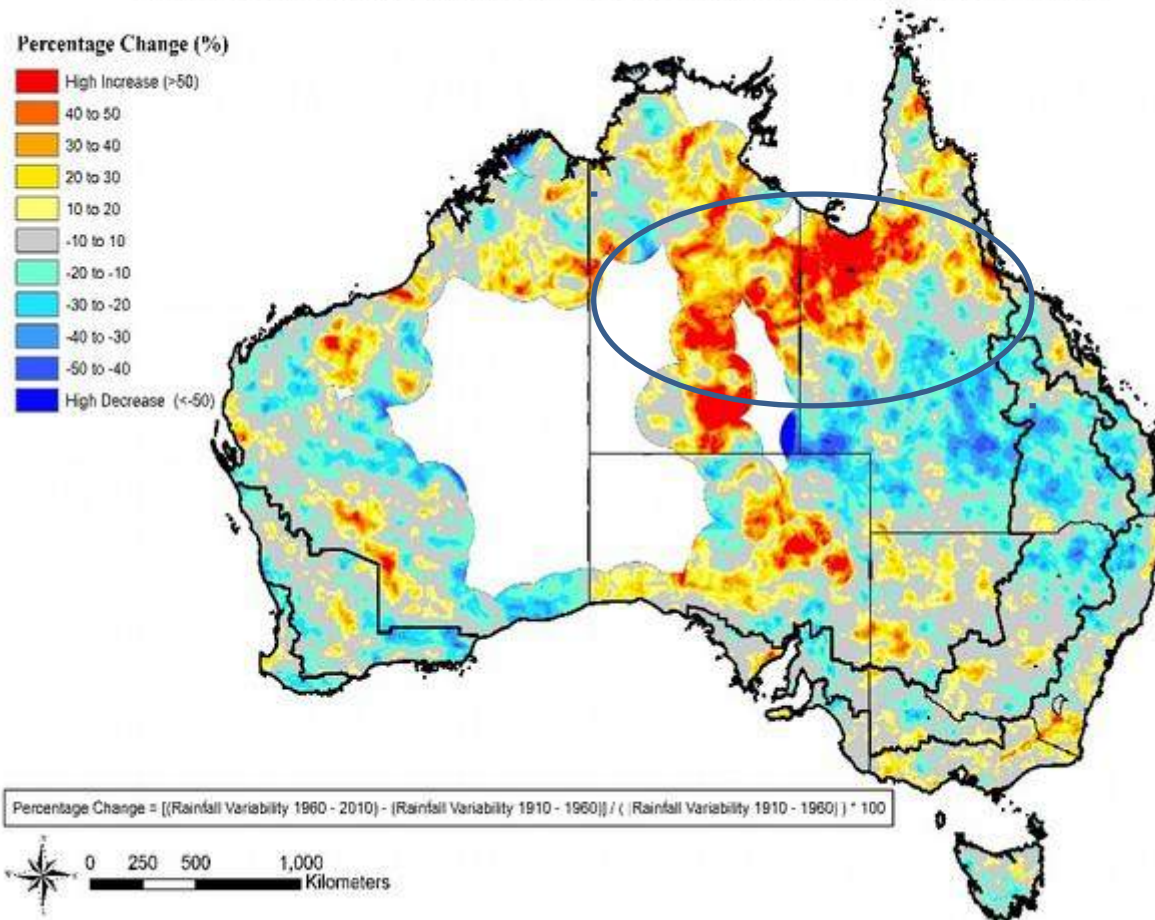 Percentage Change (%)
High Increase (>50)
40 to 50
30 to 40
20 to 30
10 to 20
-10 to 10
-20 to -10
-30 to -20
-40 to -30
-50 to -40
High Decrease (<-50)
Percentage Change = [((Rainfall Variability 1960 - 2010) - (Rainfall Variability 1910 - 1960)] / ( (Rainfall Variability 1910 - 1960) ) * 100
0 250 500 1,000
Kilometers